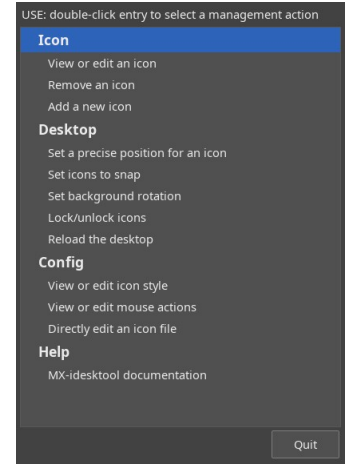 USE: double-click entry to select a management action
Icon
View or edit an icon
Remove an icon
Add a new icon
Desktop
Set a precise position for an icon
Set icons to snap
Set background rotation
Lock/unlock icons
Reload the desktop
Config
View or edit icon style
View or edit mouse actions
Directly edit an icon file
Help
MX-idesktool documentation
Quit